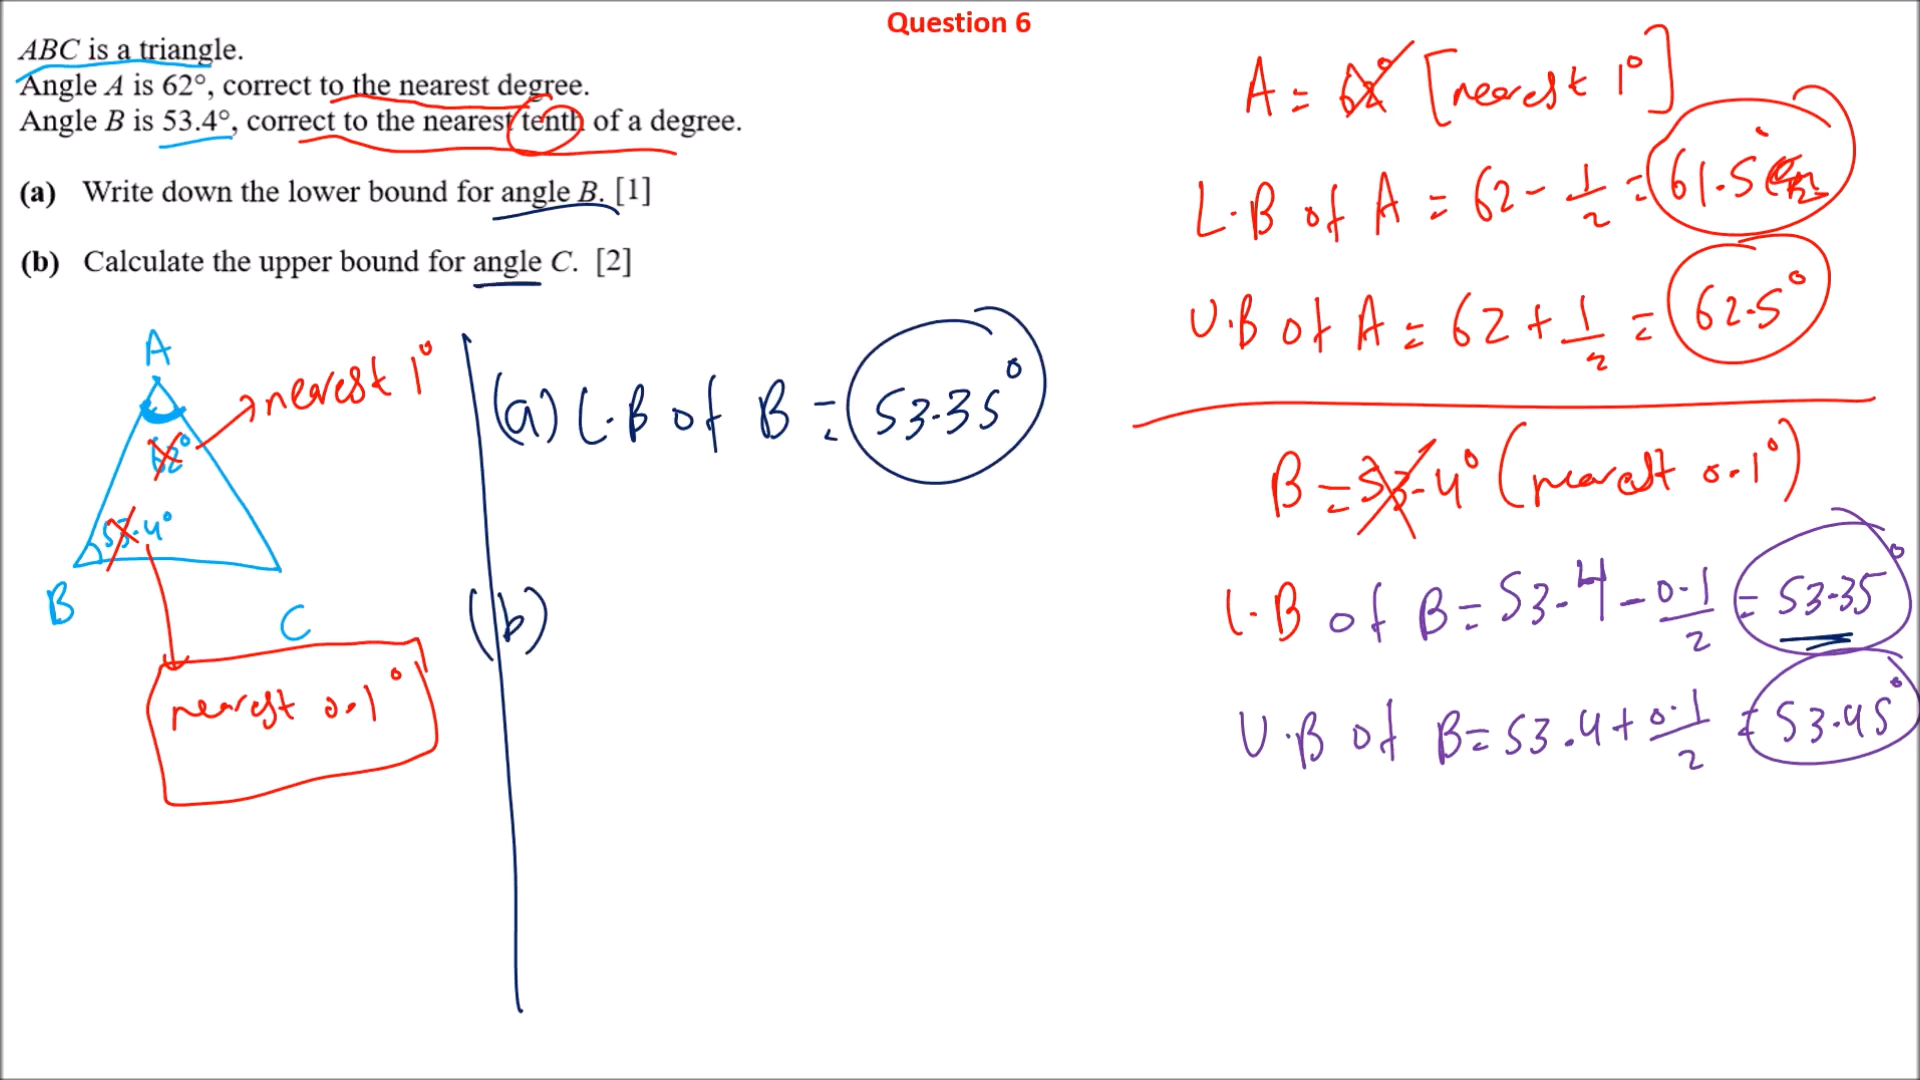 Question 6
ABC is a triangle.
Angle A is 62°, correct to the nearest degree.
Angle B is 53.4°, correct to the nearest tenth of a degree.
(a) Write down the lower bound for angle B. [1]
(b) Calculate the upper bound for angle C. [2]
A
nearest 1°
62°
53.4°
B
C
nearest 0.1°
(a) L.B of B = 53.35°
(b)
A = 62° [nearest 1°]
L.B of A = 62 - 1/2 = 61.5
U.B of A = 62 + 1/2 = 62.5°
B = 53.4° (nearest 0.1°)
L.B of B = 53.4 - 0.1/2 = 53.35°
U.B of B = 53.4 + 0.1/2 = 53.45°